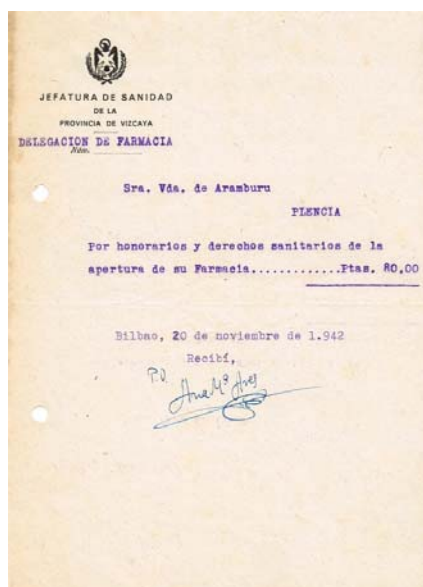 JEFATURA DE SANIDAD
DE LA
PROVINCIA DE VIZCAYA
DELEGACION DE FARMACIA
Núm.
Sra. Vda. de Aramburu
PLENCIA
Por honorarios y derechos sanitarios de la
apertura de su Farmacia.............Ptas. 80,00
Bilbao, 20 de noviembre de 1.942
Recibí,
P.O.
Ana Mª